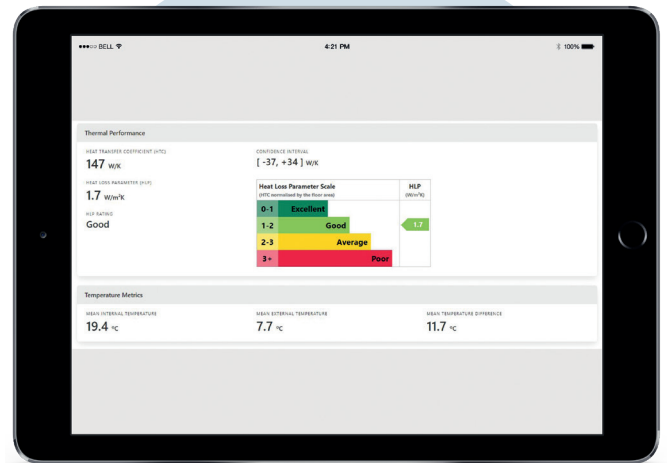 BELL
4:21 PM
100%
Thermal Performance
HEAT TRANSFER COEFFICIENT (HTC)
147 W/K
CONFIDENCE INTERVAL
[ -37, +34 ] W/K
HEAT LOSS PARAMETER (HLP)
1.7 W/m²K
HLP RATING
Good
Heat Loss Parameter Scale
(HTC normalised by the floor area)
HLP
(W/m²K)
0-1 Excellent
1-2 Good
1.7
2-3 Average
3+ Poor
Temperature Metrics
MEAN INTERNAL TEMPERATURE
19.4 °C
MEAN EXTERNAL TEMPERATURE
7.7 °C
MEAN TEMPERATURE DIFFERENCE
11.7 °C